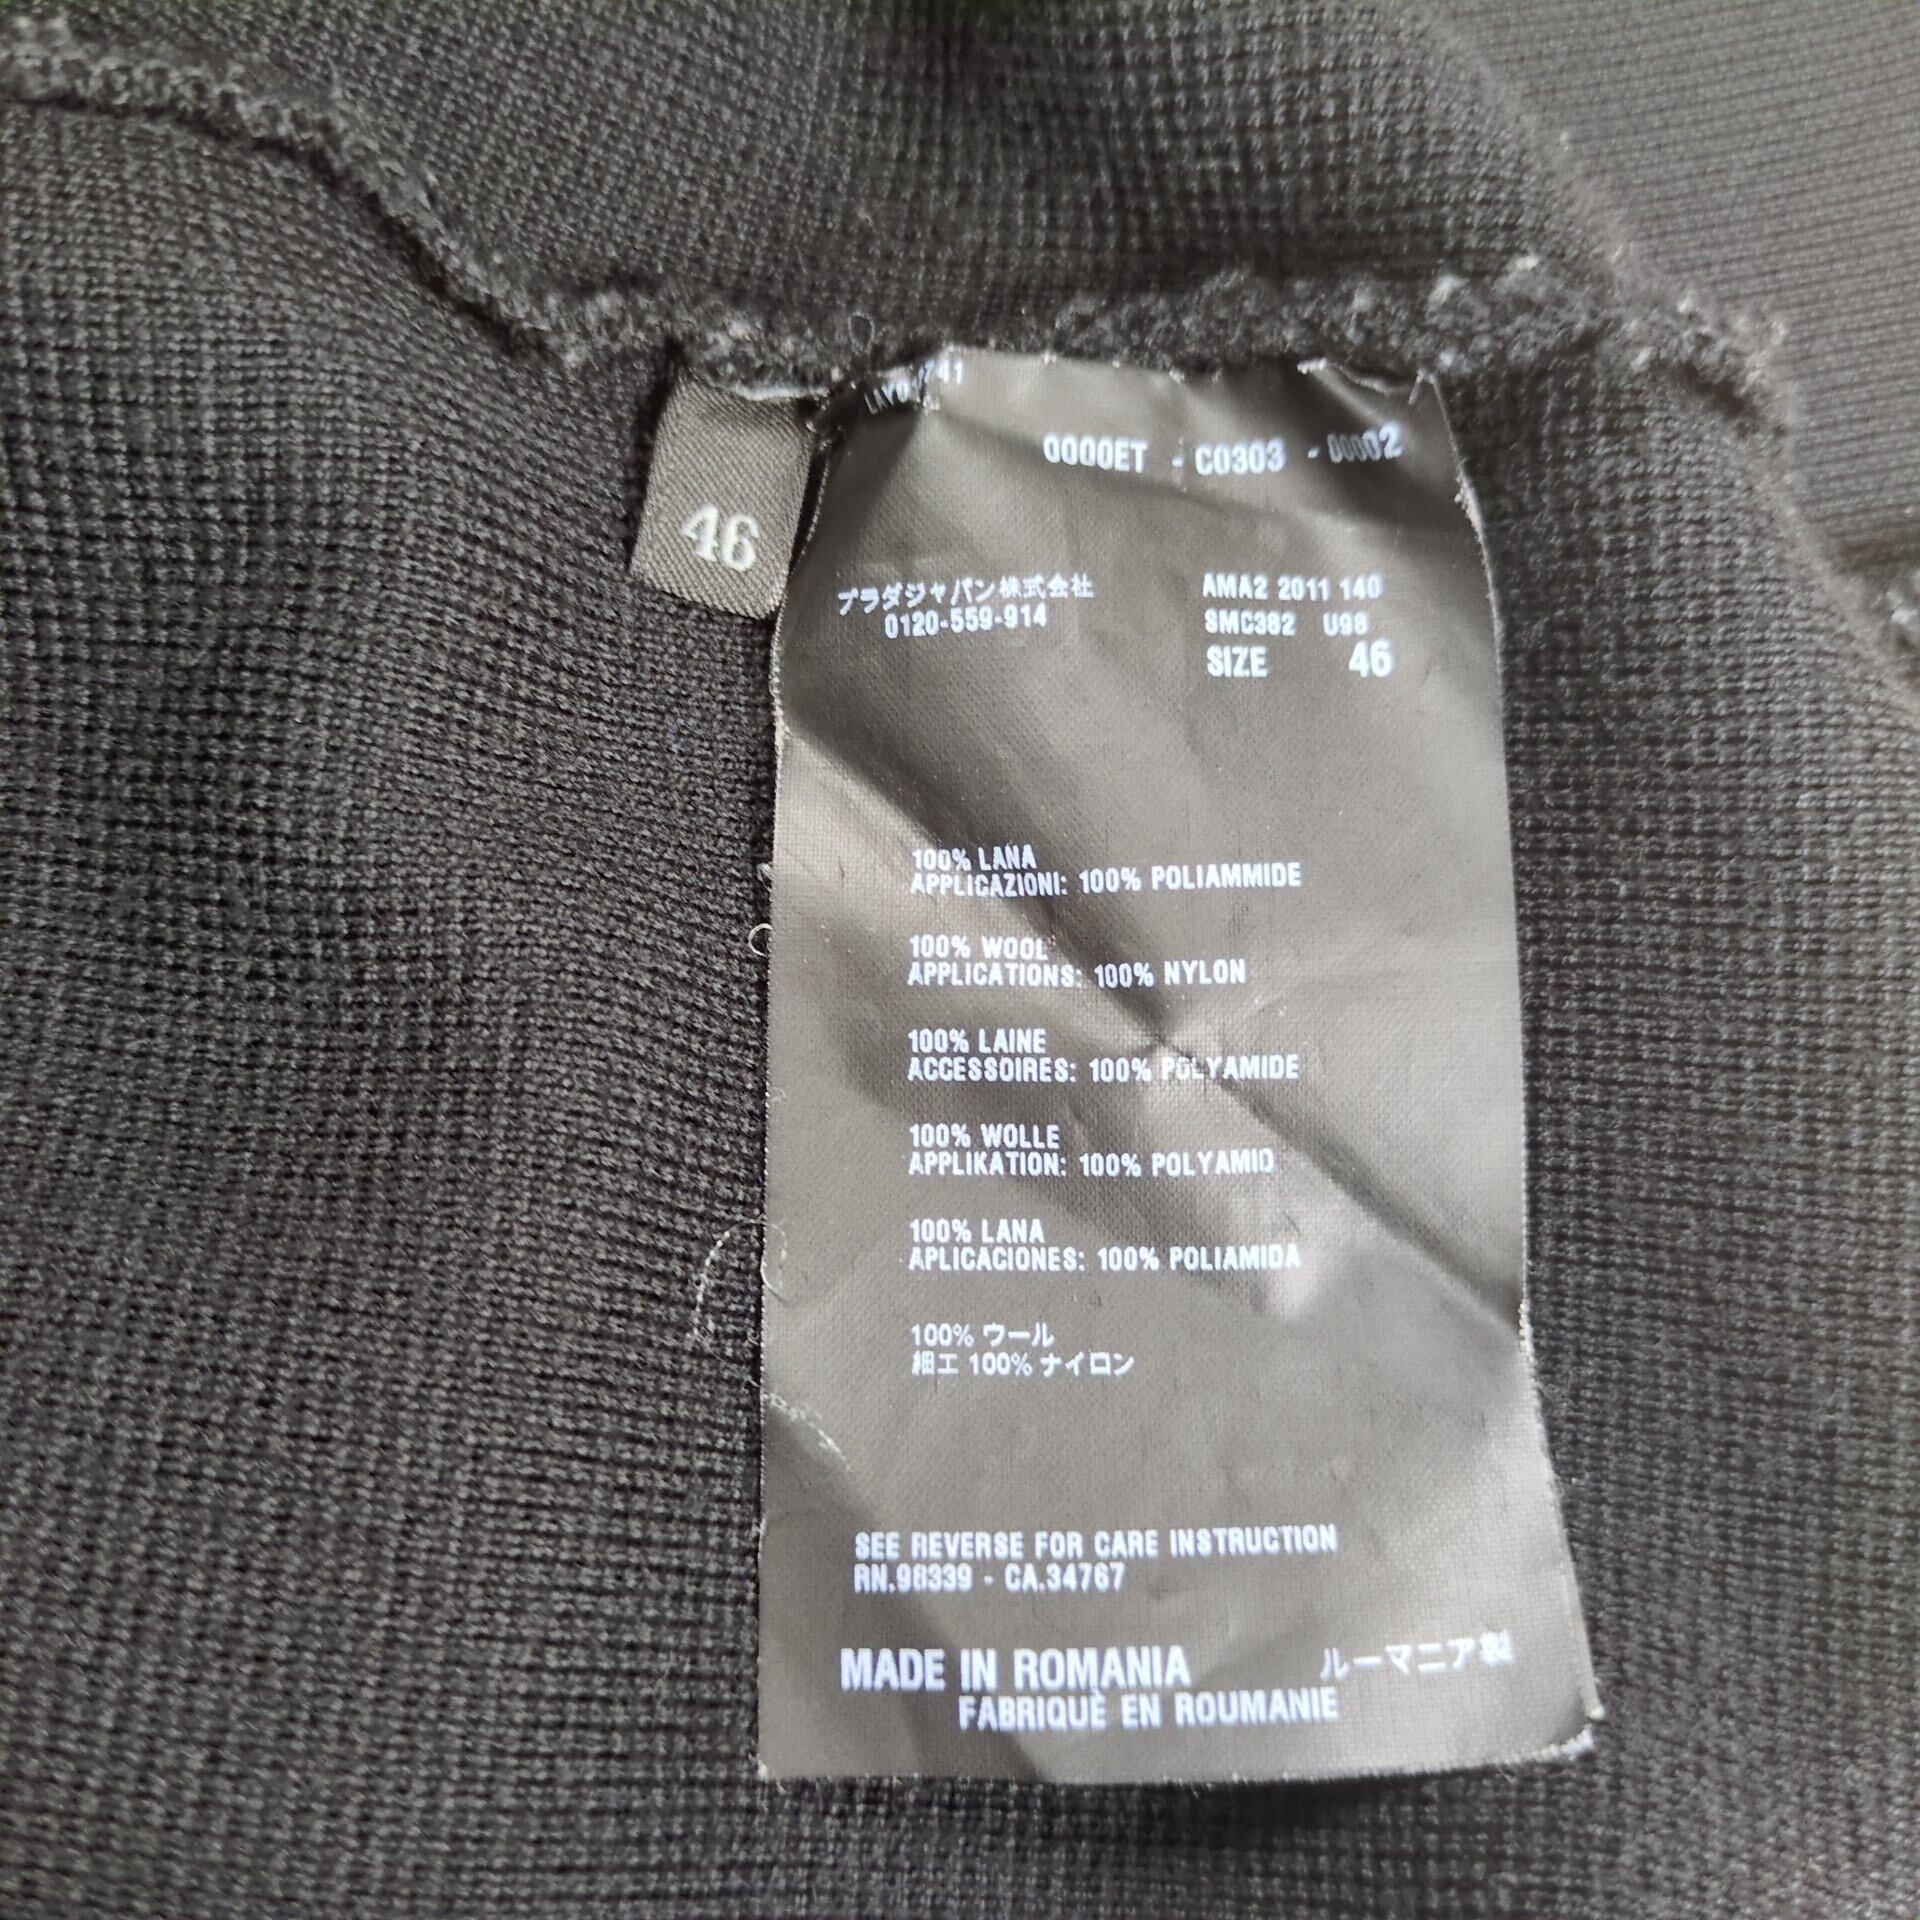 46
0000ET - C0303 - 00002
プラダジャパン株式会社
0120-559-914
AMA2 2011 140
SMC382 U98
SIZE 46
100% LANA
APPLICAZIONI: 100% POLIAMMIDE
100% WOOL
APPLICATIONS: 100% NYLON
100% LAINE
ACCESSOIRES: 100% POLYAMIDE
100% WOLLE
APPLIKATION: 100% POLYAMID
100% LANA
APLICACIONES: 100% POLIAMIDA
100% ウール
細工 100% ナイロン
SEE REVERSE FOR CARE INSTRUCTION
RN.98339 - CA.34767
MADE IN ROMANIA ルーマニア製
FABRIQUÈ EN ROUMANIE